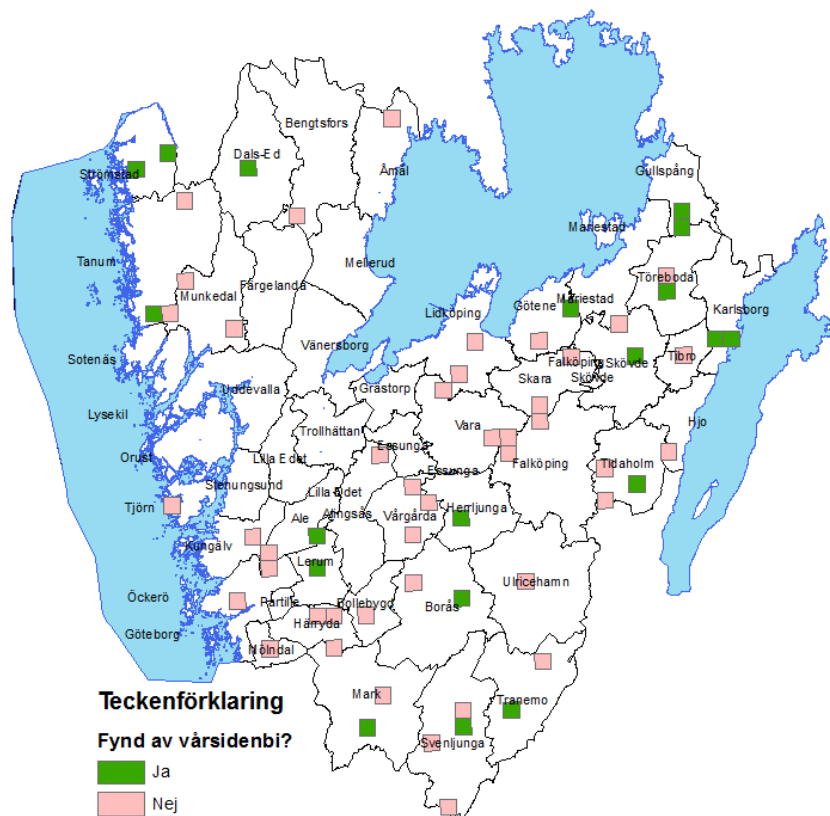 Bengtsfors
Dals-Ed
Åmål
Gullspång
Strömstad
Mariestad
Tanum
Mellerud
Töreboda
Färgelanda
Munkedal
Mariestad
Götene
Karlsborg
Lidköping
Vänersborg
Sotenäs
Falköping
Skövde
Tibro
Skara
Skövde
Grästorp
Uddevalla
Lysekil
Hjo
Vara
Trollhättan
Essunga
Orust
Lilla Edet
Essunga
Falköping
Tidaholm
Stenungsund
Lilla Edet
Tjörn
Alingsås
Herrljunga
Ale
Vårgårda
Kungälv
Lerum
Ulricehamn
Öckerö
Partille
Bollebygd
Borås
Härryda
Göteborg
Mölndal
Teckenförklaring
Mark
Tranemo
Fynd av vårsidenbi?
Svenljunga
Ja
Nej